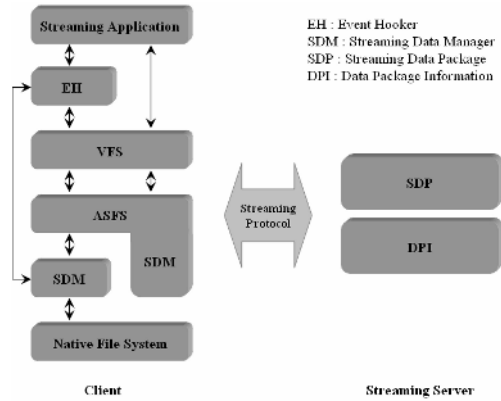 Streaming Application
EH : Event Hooker
SDM : Streaming Data Manager
SDP : Streaming Data Package
DPI : Data Package Information
EH
VFS
ASFS
SDM
SDM
Native File System
Client
Streaming
Protocol
SDP
DPI
Streaming Server